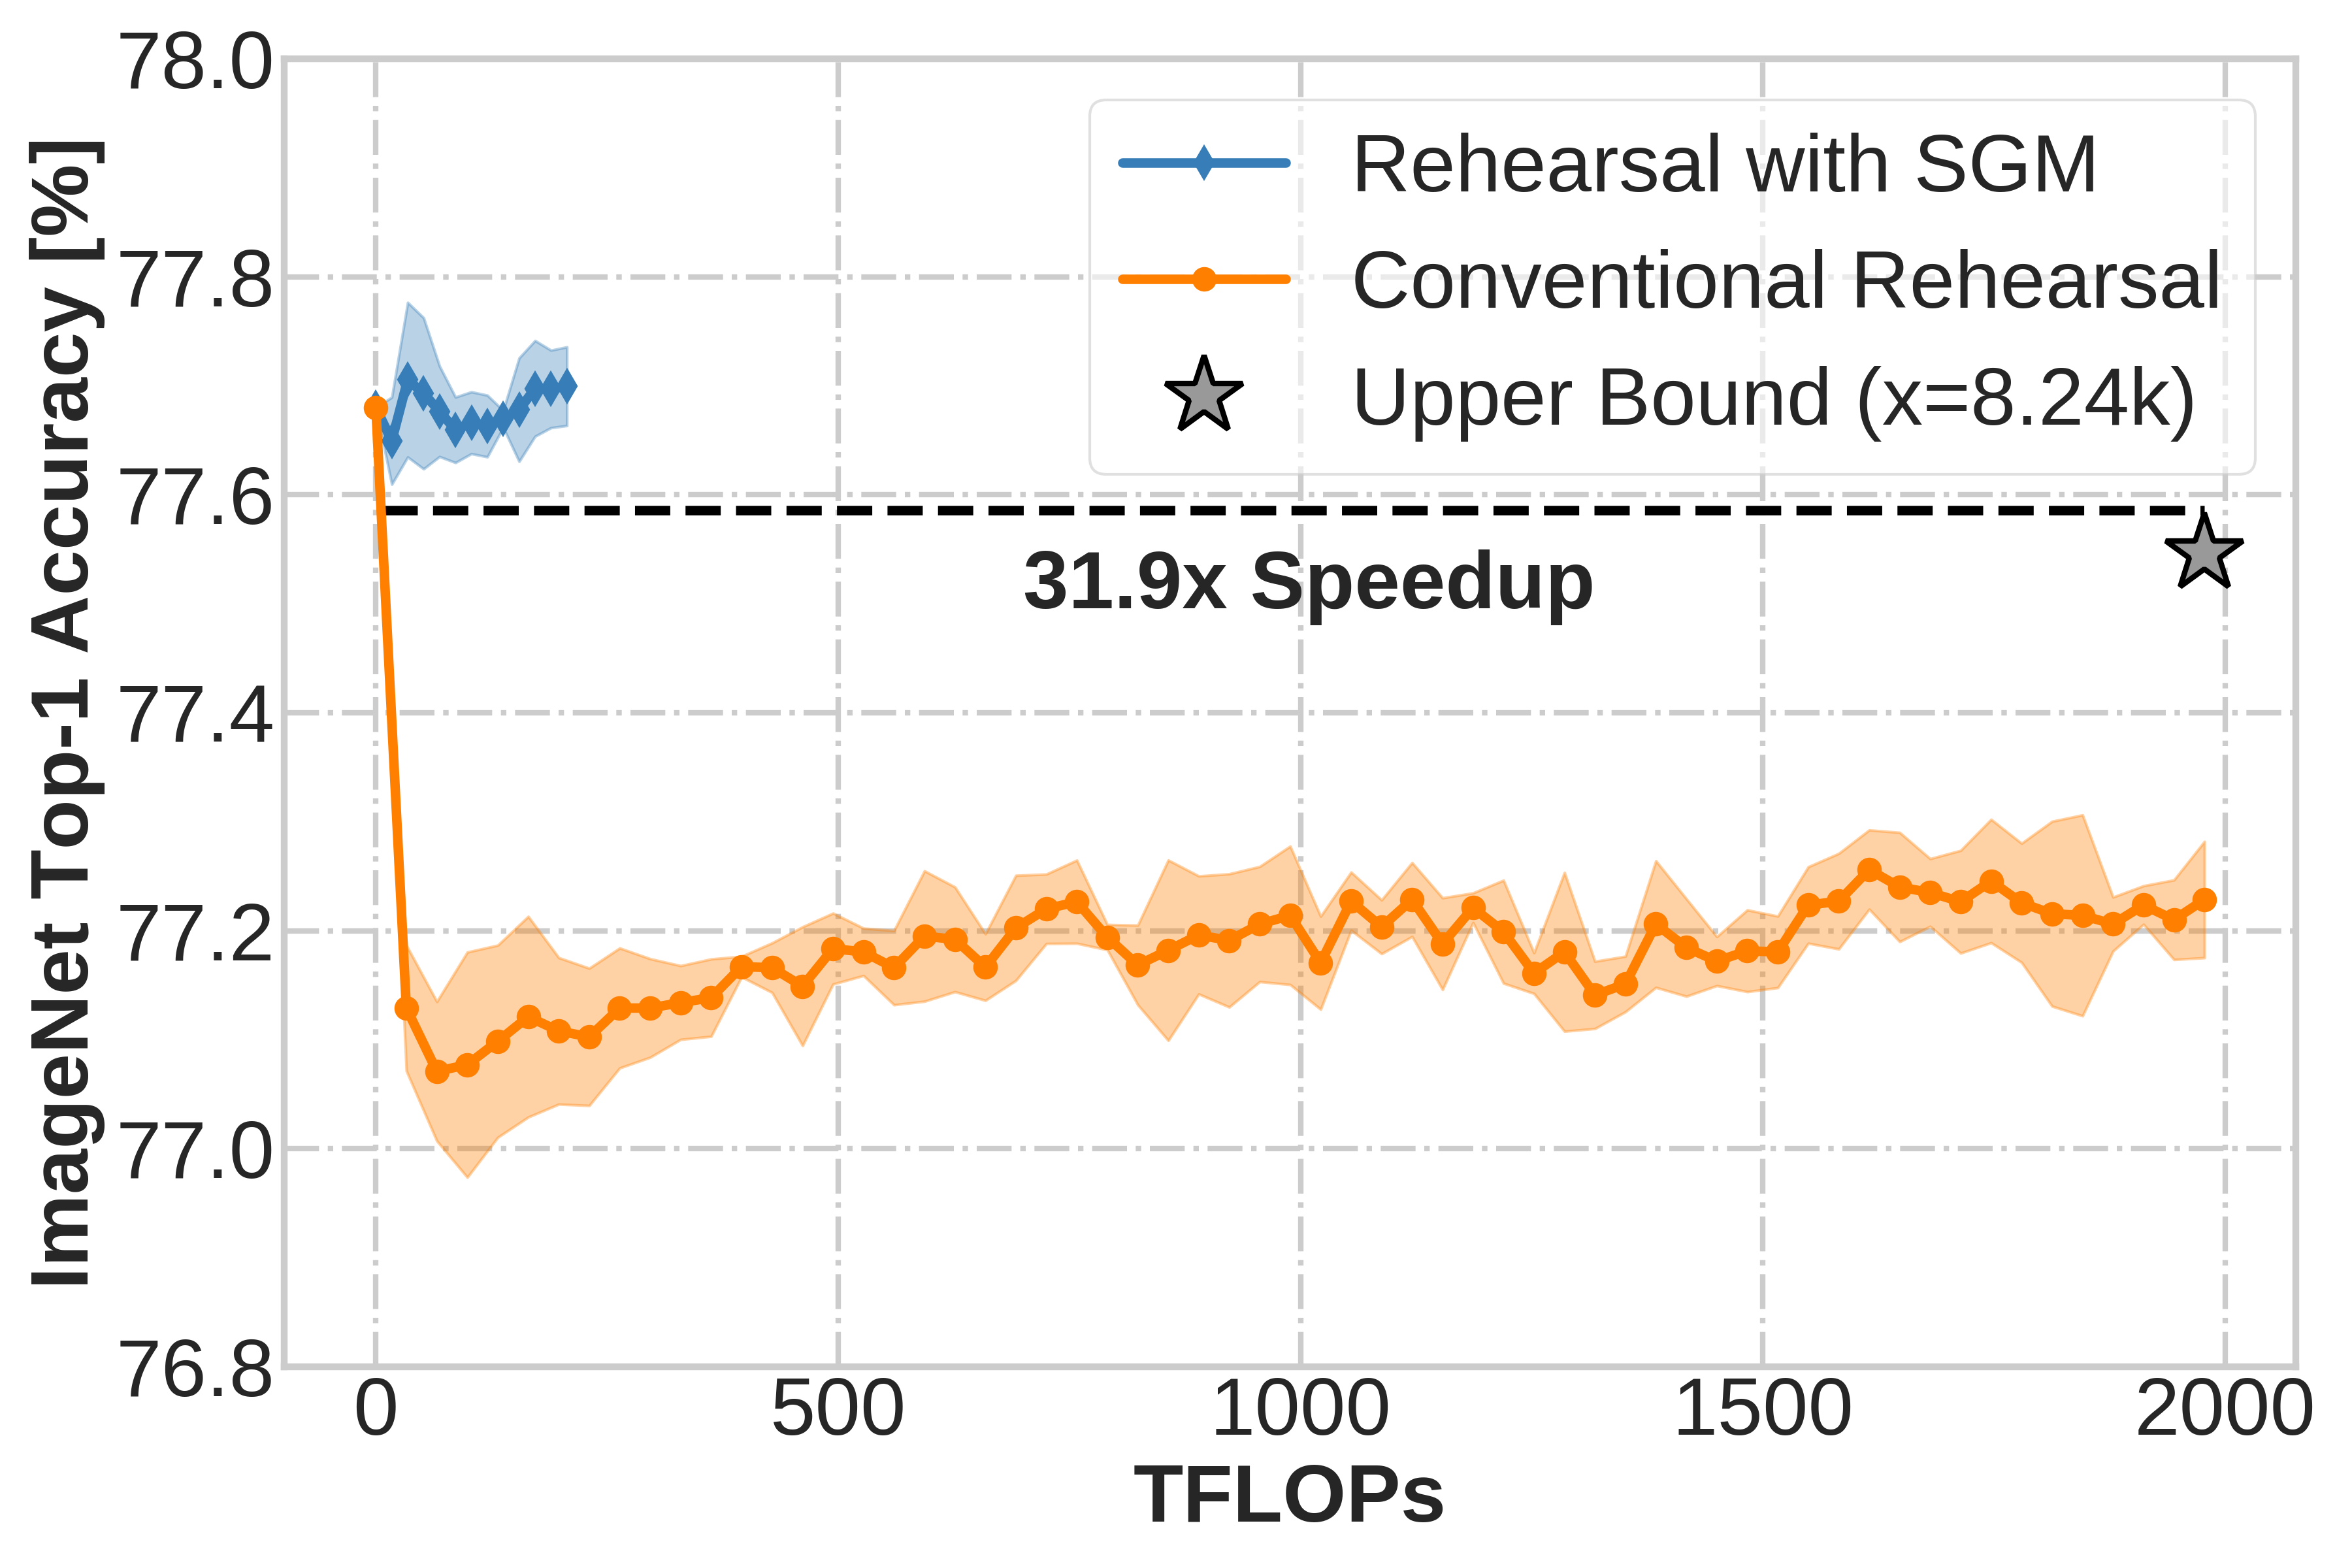 78.0
77.8
77.6
77.4
77.2
77.0
76.8
ImageNet Top-1 Accuracy [%]
Rehearsal with SGM
Conventional Rehearsal
Upper Bound (x=8.24k)
31.9x Speedup
0 500 1000 1500 2000
TFLOPs